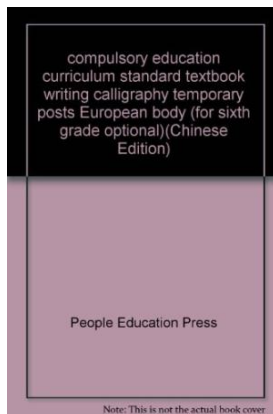 compulsory education
curriculum standard textbook
writing calligraphy temporary
posts European body (for sixth
grade optional)(Chinese
Edition)
People Education Press
Note: This is not the actual book cover